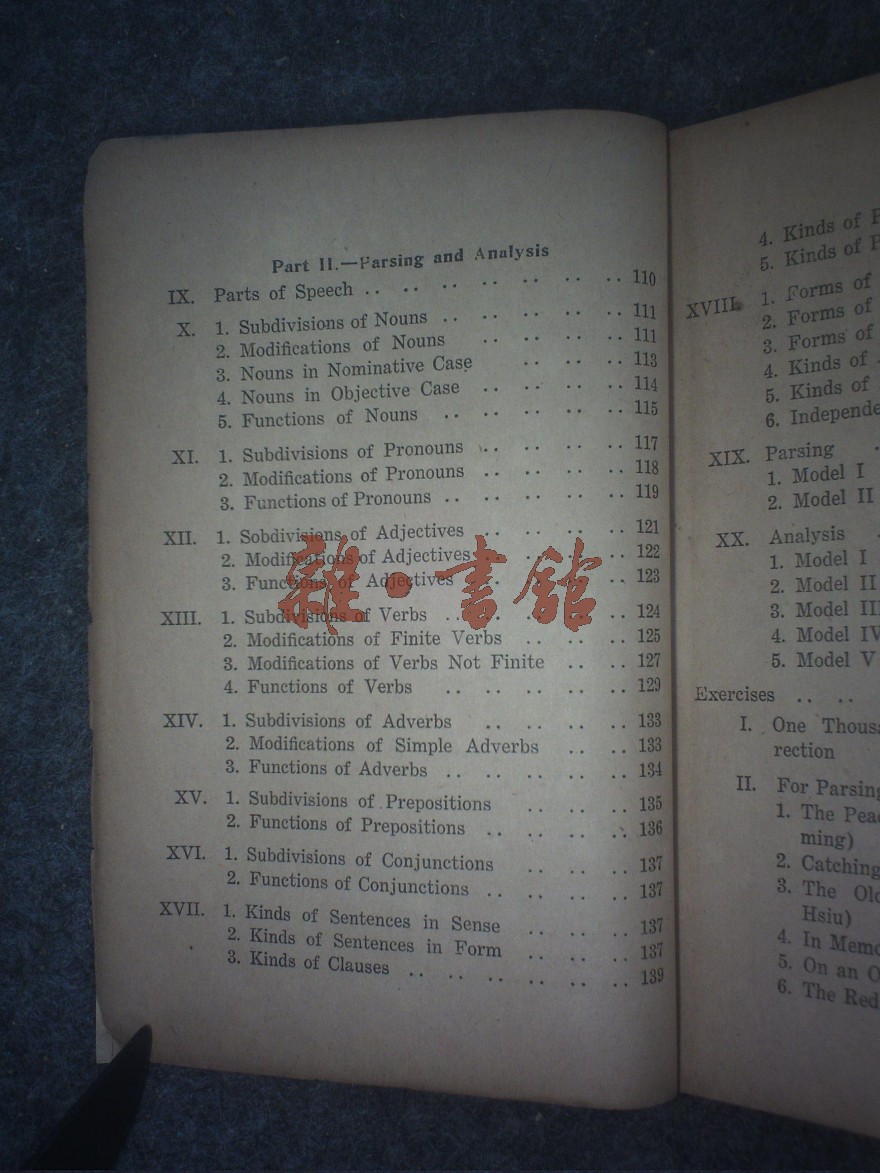 Part II.—Parsing and Analysis
IX. Parts of Speech .. .. .. .. .. .. .. 110
X. 1. Subdivisions of Nouns .. .. .. .. .. 111
2. Modifications of Nouns .. .. .. .. 111
3. Nouns in Nominative Case .. .. .. 113
4. Nouns in Objective Case .. .. .. .. 114
5. Functions of Nouns .. .. .. .. .. 115
XI. 1. Subdivisions of Pronouns .. .. .. .. 117
2. Modifications of Pronouns .. .. .. .. 118
3. Functions of Pronouns .. .. .. .. .. 119
XII. 1. Sobdivisions of Adjectives .. .. .. .. 121
2. Modifications of Adjectives .. .. .. .. 122
3. Functions of Adjectives .. .. .. .. 123
XIII. 1. Subdivisions of Verbs .. .. .. .. .. 124
2. Modifications of Finite Verbs .. .. .. 125
3. Modifications of Verbs Not Finite .. .. 127
4. Functions of Verbs .. .. .. .. .. 129
XIV. 1. Subdivisions of Adverbs .. .. .. .. 133
2. Modifications of Simple Adverbs .. .. 133
3. Functions of Adverbs .. .. .. .. .. 134
XV. 1. Subdivisions of Prepositions .. .. .. 135
2. Functions of Prepositions .. .. .. .. 136
XVI. 1. Subdivisions of Conjunctions .. .. .. 137
2. Functions of Conjunctions .. .. .. .. 137
XVII. 1. Kinds of Sentences in Sense .. .. .. 137
2. Kinds of Sentences in Form .. .. .. 137
3. Kinds of Clauses .. .. .. .. .. .. 139
雜·書舘
4. Kinds of
5. Kinds of
XVIII. 1. Forms of
2. Forms of
3. Forms of
4. Kinds of
5. Kinds of
6. Independe
XIX. Parsing
1. Model I
2. Model II
XX. Analysis
1. Model I
2. Model II
3. Model III
4. Model IV
5. Model V
Exercises .. ..
I. One Thousa
rection
II. For Parsing
1. The Pea
ming)
2. Catching
3. The Old
Hsiu)
4. In Memo
5. On an O
6. The Red